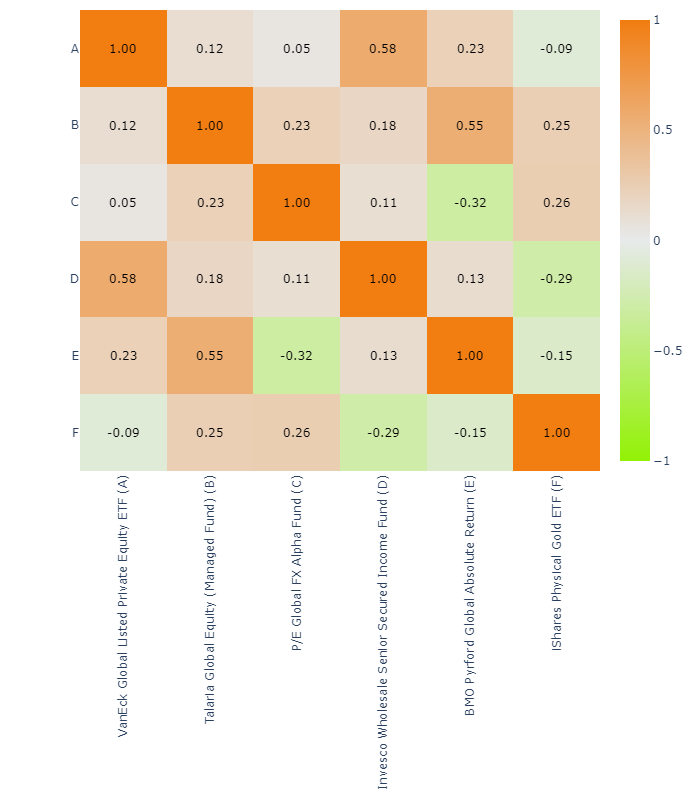 A 1.00 0.12 0.05 0.58 0.23 -0.09
B 0.12 1.00 0.23 0.18 0.55 0.25
C 0.05 0.23 1.00 0.11 -0.32 0.26
D 0.58 0.18 0.11 1.00 0.13 -0.29
E 0.23 0.55 -0.32 0.13 1.00 -0.15
F -0.09 0.25 0.26 -0.29 -0.15 1.00
VanEck Global Listed Private Equity ETF (A)
Talaria Global Equity (Managed Fund) (B)
P/E Global FX Alpha Fund (C)
Invesco Wholesale Senior Secured Income Fund (D)
BMO Pyrford Global Absolute Return (E)
IShares Physical Gold ETF (F)
1
0.5
0
−0.5
−1